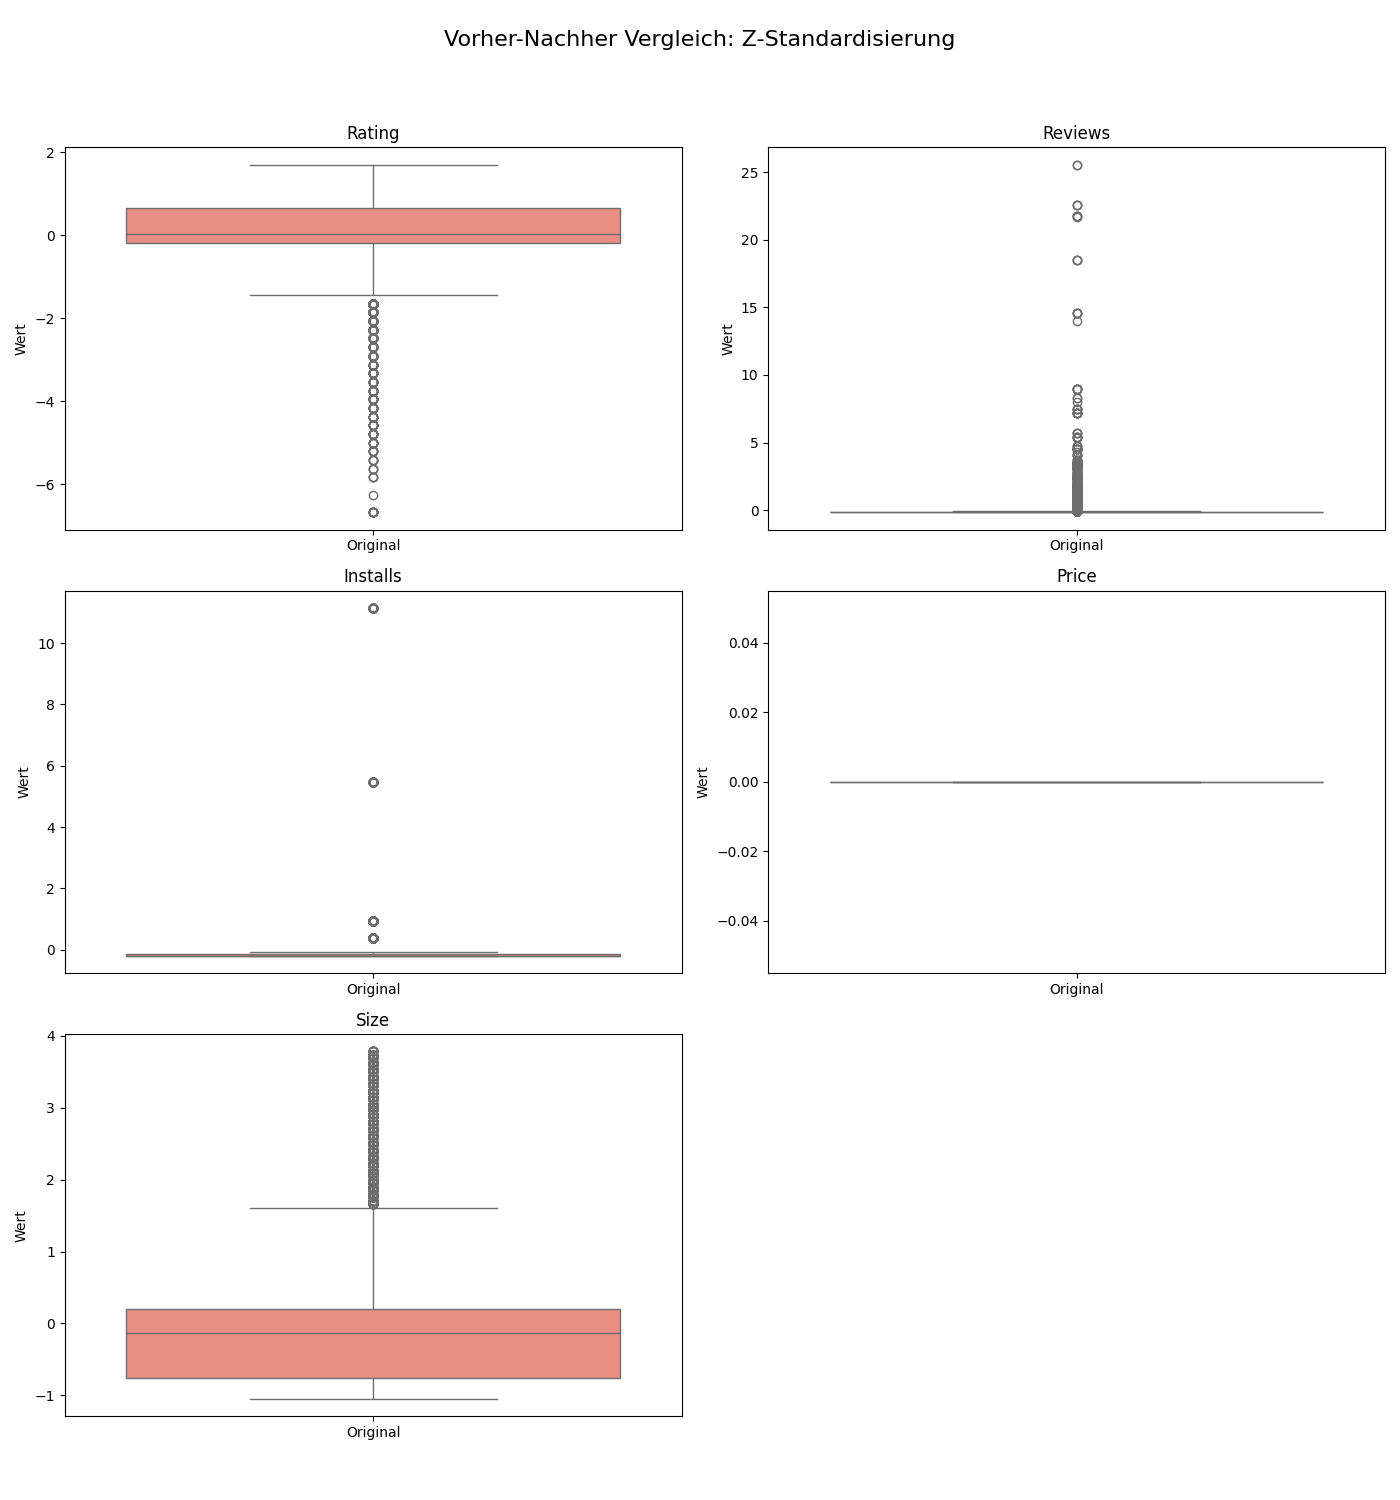 Vorher-Nachher Vergleich: Z-Standardisierung
Rating
2
0
−2
−4
−6
Wert
Original
Reviews
25
20
15
10
5
0
Wert
Original
Installs
10
8
6
4
2
0
Wert
Original
Price
0.04
0.02
0.00
−0.02
−0.04
Wert
Original
Size
4
3
2
1
0
−1
Wert
Original